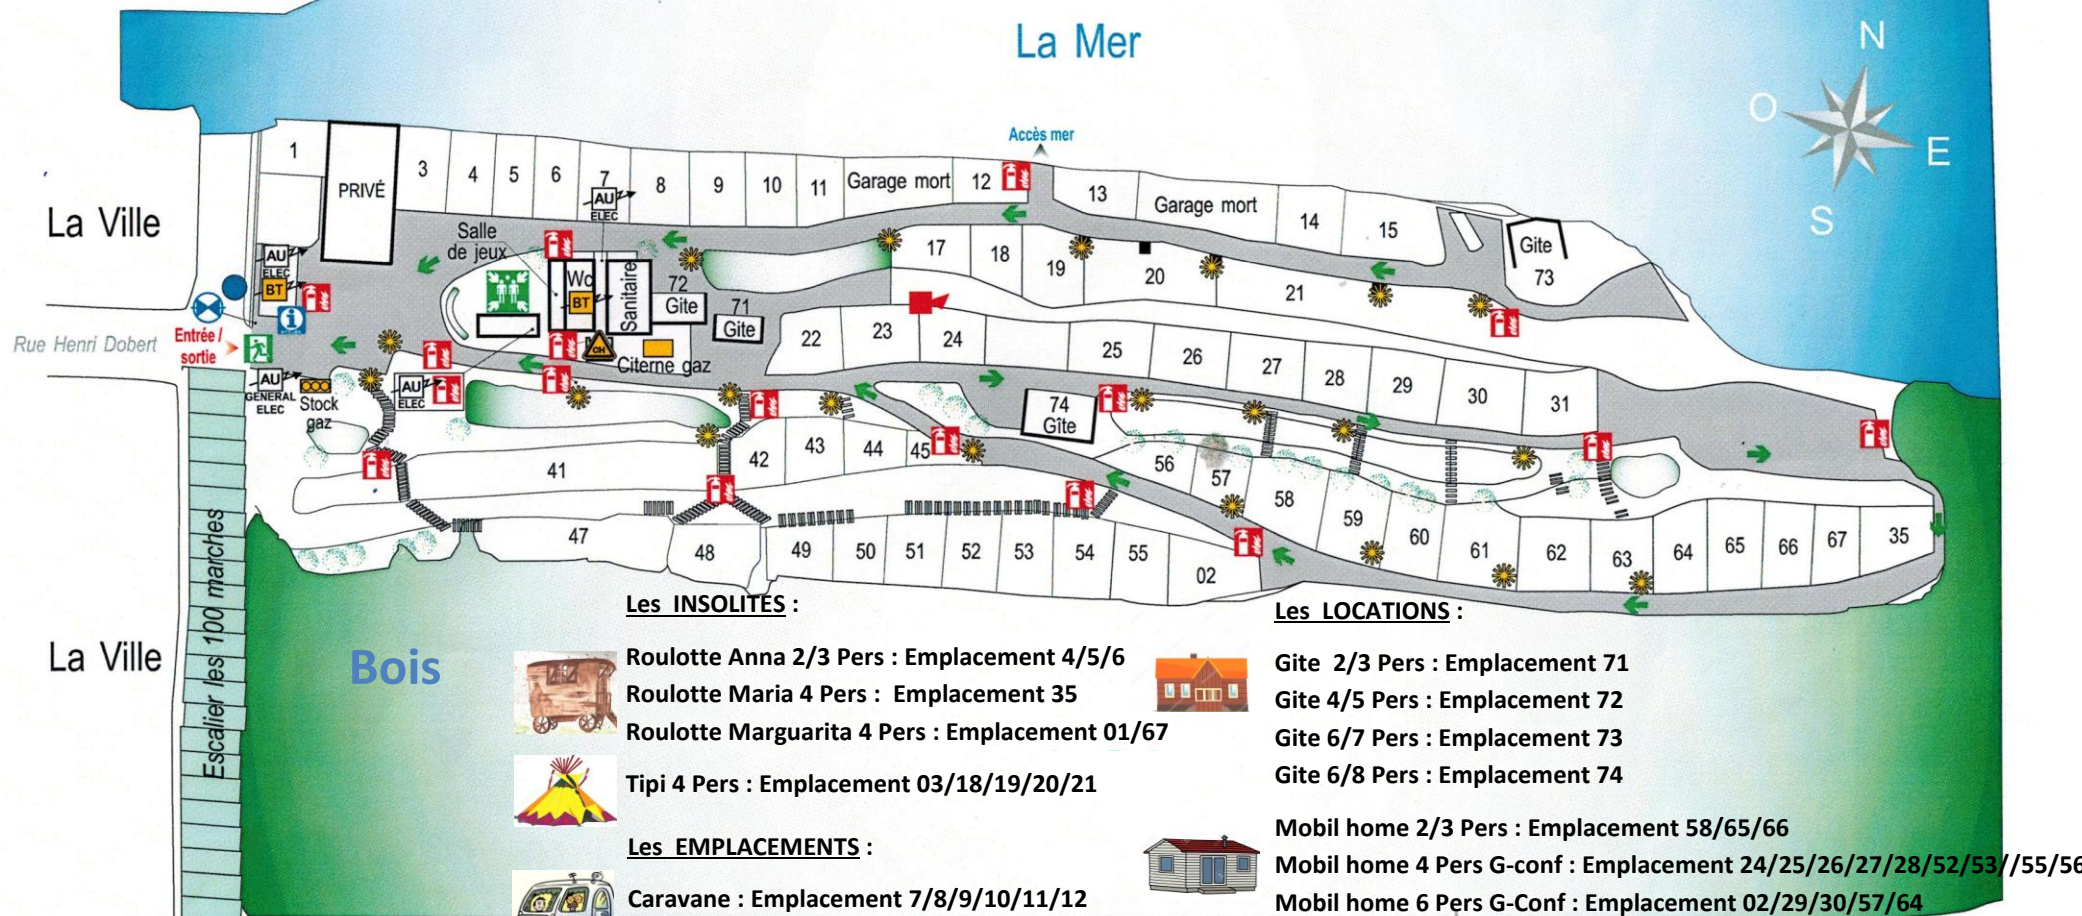 La Mer
N
O
E
S
Accès mer
1
PRIVÉ
3
4
5
6
7
8
9
10
11
Garage mort
12
13
Garage mort
14
15
AU
ELEC
La Ville
Salle
de jeux
Wc
BT
Sanitaire
72
Gite
71
Gite
17
18
19
20
21
Gite
73
AU
ELEC
BT
i
Rue Henri Dobert
Entrée /
sortie
CH
Citerne gaz
22
23
24
25
26
27
28
29
30
31
AU
GENERAL
ELEC
Stock
gaz
AU
ELEC
74
Gîte
41
42
43
44
45
56
57
58
59
60
61
62
63
64
65
66
67
35
47
48
49
50
51
52
53
54
55
02
La Ville
Escalier les 100 marches
Bois
Les INSOLITES :
Roulotte Anna 2/3 Pers : Emplacement 4/5/6
Roulotte Maria 4 Pers : Emplacement 35
Roulotte Marguarita 4 Pers : Emplacement 01/67
Tipi 4 Pers : Emplacement 03/18/19/20/21
Les EMPLACEMENTS :
Caravane : Emplacement 7/8/9/10/11/12
Les LOCATIONS :
Gite 2/3 Pers : Emplacement 71
Gite 4/5 Pers : Emplacement 72
Gite 6/7 Pers : Emplacement 73
Gite 6/8 Pers : Emplacement 74
Mobil home 2/3 Pers : Emplacement 58/65/66
Mobil home 4 Pers G-conf : Emplacement 24/25/26/27/28/52/53//55/56
Mobil home 6 Pers G-Conf : Emplacement 02/29/30/57/64